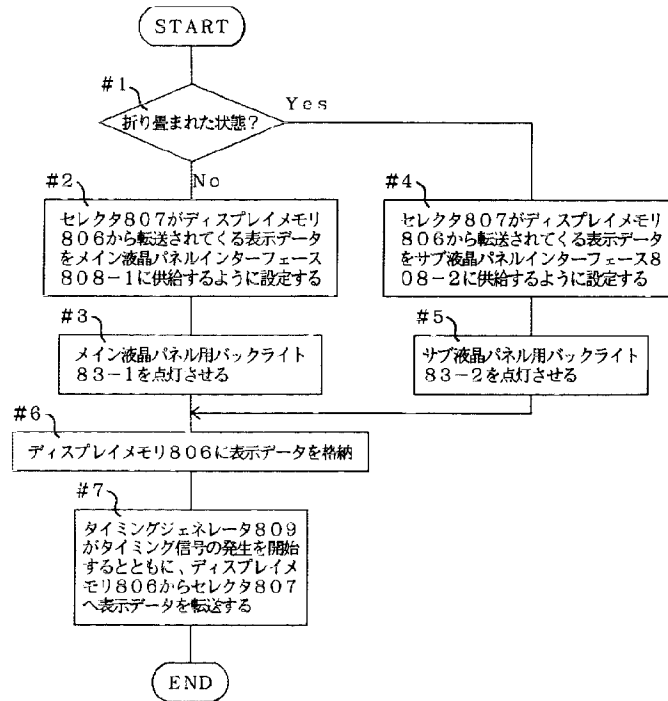 START
#1
折り畳まれた状態?
Yes
No
#2
セレクタ807がディスプレイメモリ
806から転送されてくる表示データ
をメイン液晶パネルインターフェース
808-1に供給するように設定する
#4
セレクタ807がディスプレイメモリ
806から転送されてくる表示データ
をサブ液晶パネルインターフェース8
08-2に供給するように設定する
#3
メイン液晶パネル用バックライト
83-1を点灯させる
#5
サブ液晶パネル用バックライト
83-2を点灯させる
#6
ディスプレイメモリ806に表示データを格納
#7
タイミングジェネレータ809
がタイミング信号の発生を開始
するとともに、ディスプレイメ
モリ806からセレクタ807
へ表示データを転送する
END